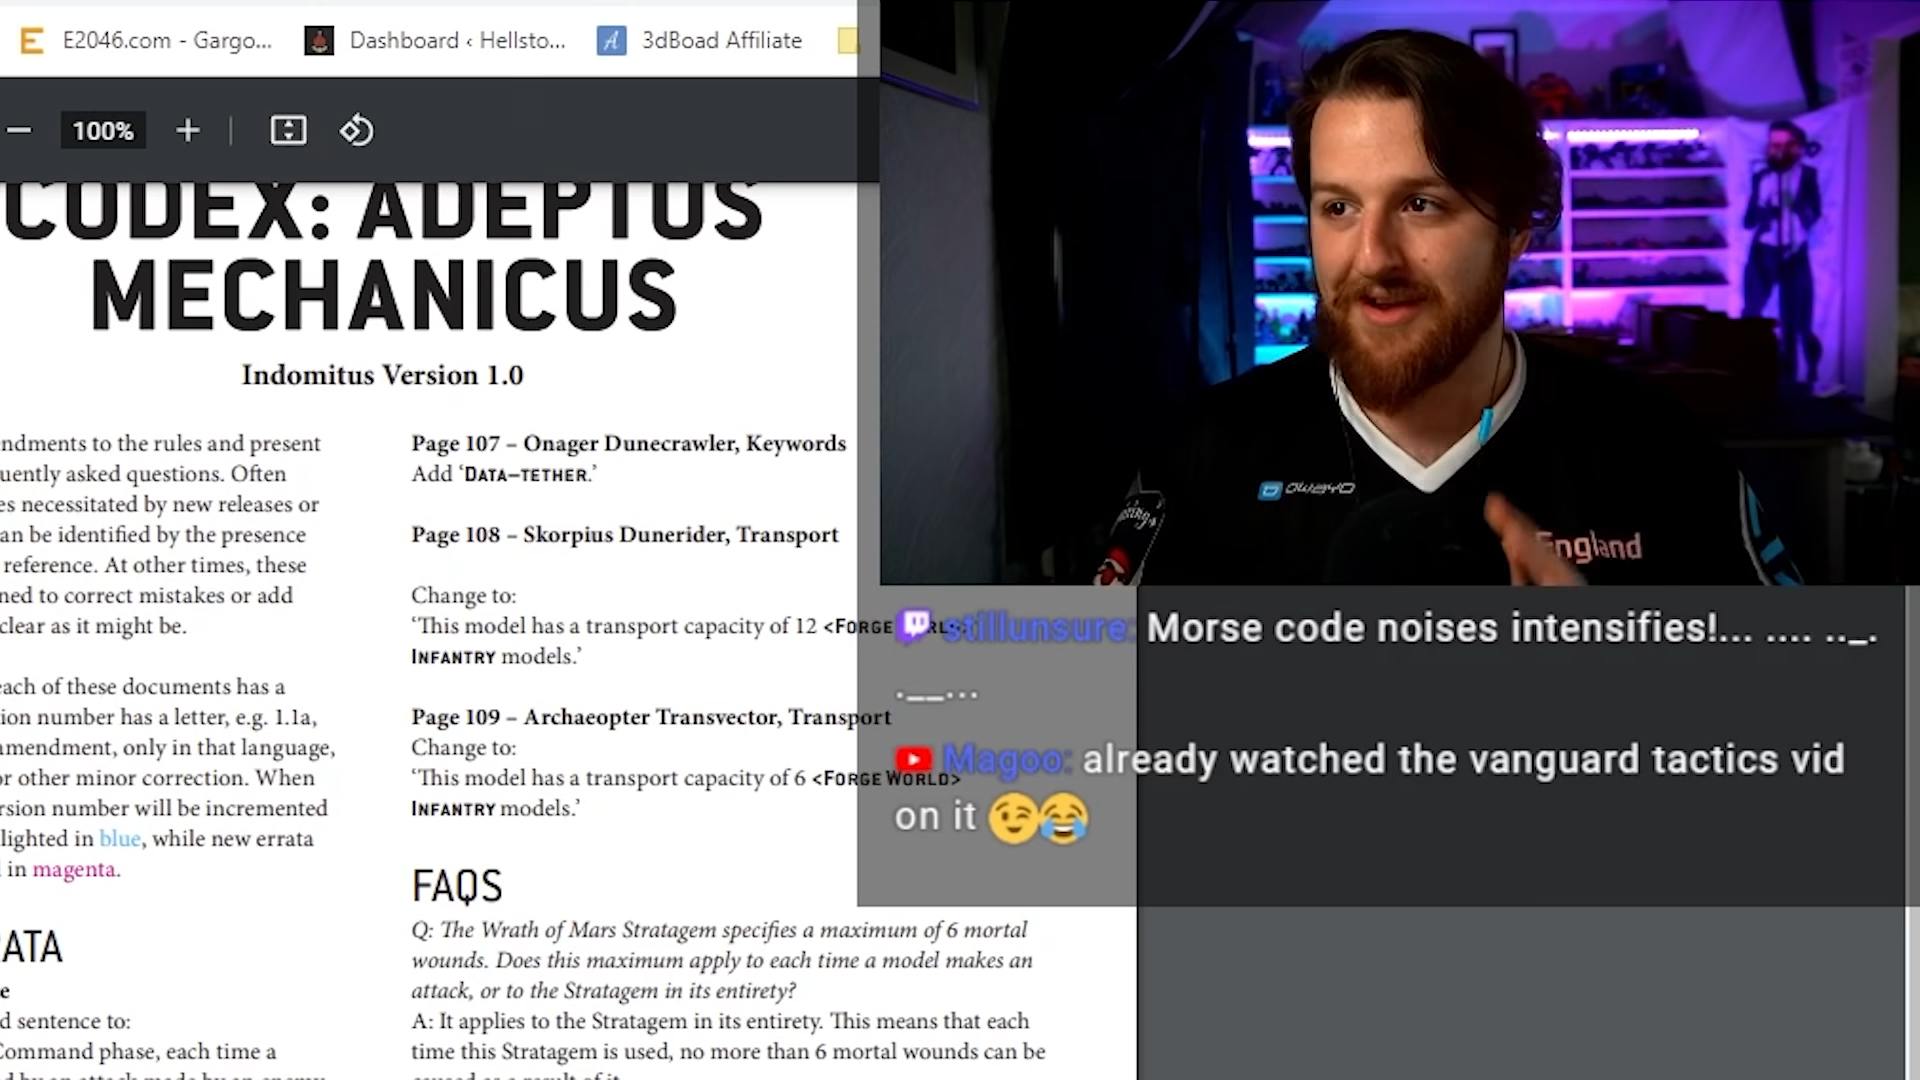 E2046.com - Gargo...
Dashboard ‹ Hellsto...
3dBoad Affiliate
100%
CODEX: ADEPTUS
MECHANICUS
Indomitus Version 1.0
ndments to the rules and present
uently asked questions. Often
es necessitated by new releases or
an be identified by the presence
reference. At other times, these
ned to correct mistakes or add
clear as it might be.
each of these documents has a
ion number has a letter, e.g. 1.1a,
amendment, only in that language,
or other minor correction. When
rsion number will be incremented
lighted in blue, while new errata
in magenta.
RATA
e
d sentence to:
Command phase, each time a
Page 107 – Onager Dunecrawler, Keywords
Add ‘DATA–TETHER.’
Page 108 – Skorpius Dunerider, Transport
Change to:
‘This model has a transport capacity of 12 <FORGE
INFANTRY models.’
Page 109 – Archaeopter Transvector, Transport
Change to:
‘This model has a transport capacity of 6 <FORGE WORLD>
INFANTRY models.’
FAQS
Q: The Wrath of Mars Stratagem specifies a maximum of 6 mortal
wounds. Does this maximum apply to each time a model makes an
attack, or to the Stratagem in its entirety?
A: It applies to the Stratagem in its entirety. This means that each
time this Stratagem is used, no more than 6 mortal wounds can be
owayo
England
stillunsure: Morse code noises intensifies!... .... .._.
.__...
Magoo: already watched the vanguard tactics vid
on it 😉😂